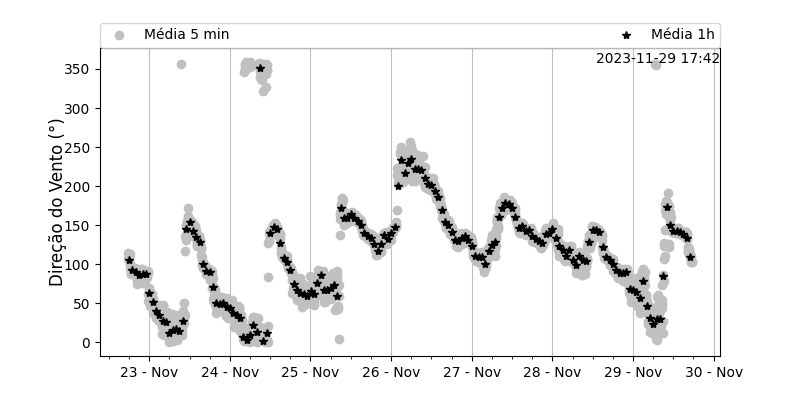 Média 5 min
Média 1h
2023-11-29 17:42
Direção do Vento (°)
350
300
250
200
150
100
50
0
23 - Nov
24 - Nov
25 - Nov
26 - Nov
27 - Nov
28 - Nov
29 - Nov
30 - Nov